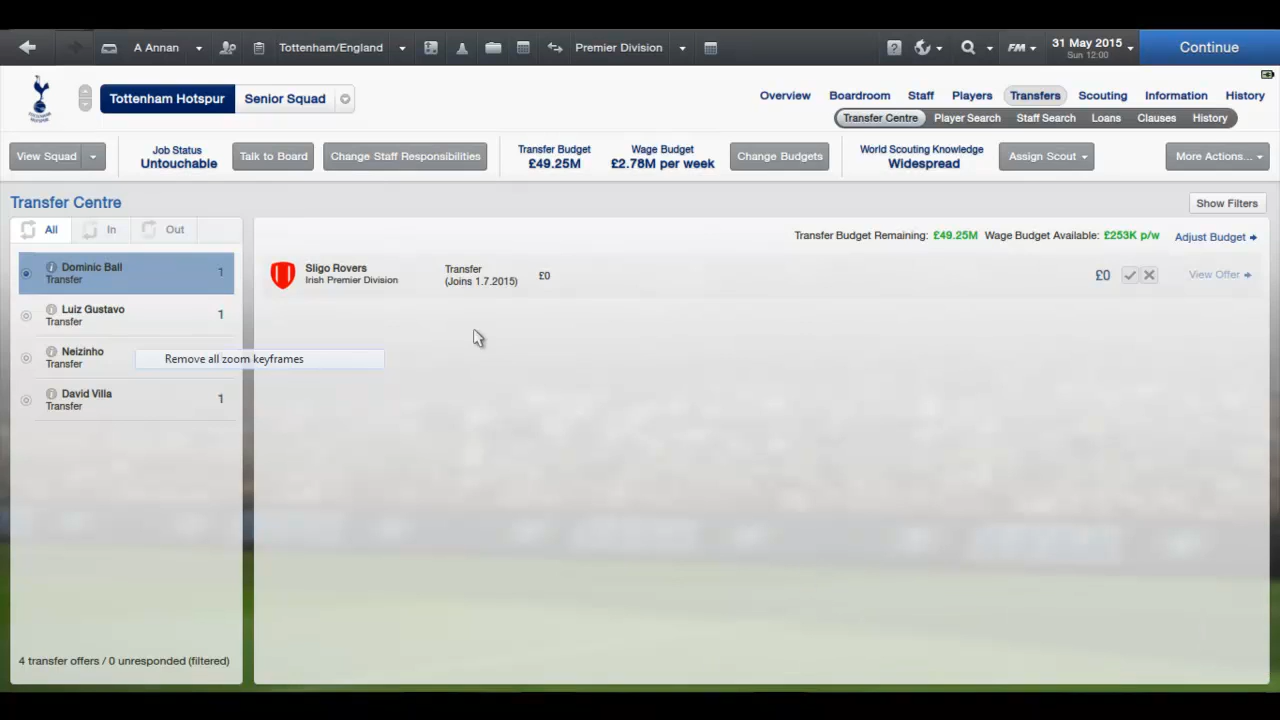 A Annan
Tottenham/England
Premier Division
FM
31 May 2015
Sun 12:00
Continue
Tottenham Hotspur
Senior Squad
Overview
Boardroom
Staff
Players
Transfers
Scouting
Information
History
Transfer Centre
Player Search
Staff Search
Loans
Clauses
History
View Squad
Job Status
Untouchable
Talk to Board
Change Staff Responsibilities
Transfer Budget
£49.25M
Wage Budget
£2.78M per week
Change Budgets
World Scouting Knowledge
Widespread
Assign Scout
More Actions...
Transfer Centre
Show Filters
All
In
Out
Transfer Budget Remaining: £49.25M Wage Budget Available: £253K p/w Adjust Budget
Dominic Ball
Transfer
1
Luiz Gustavo
Transfer
1
Neizinho
Transfer
David Villa
Transfer
1
Remove all zoom keyframes
Sligo Rovers
Irish Premier Division
Transfer
(Joins 1.7.2015)
£0
£0
View Offer
4 transfer offers / 0 unresponded (filtered)